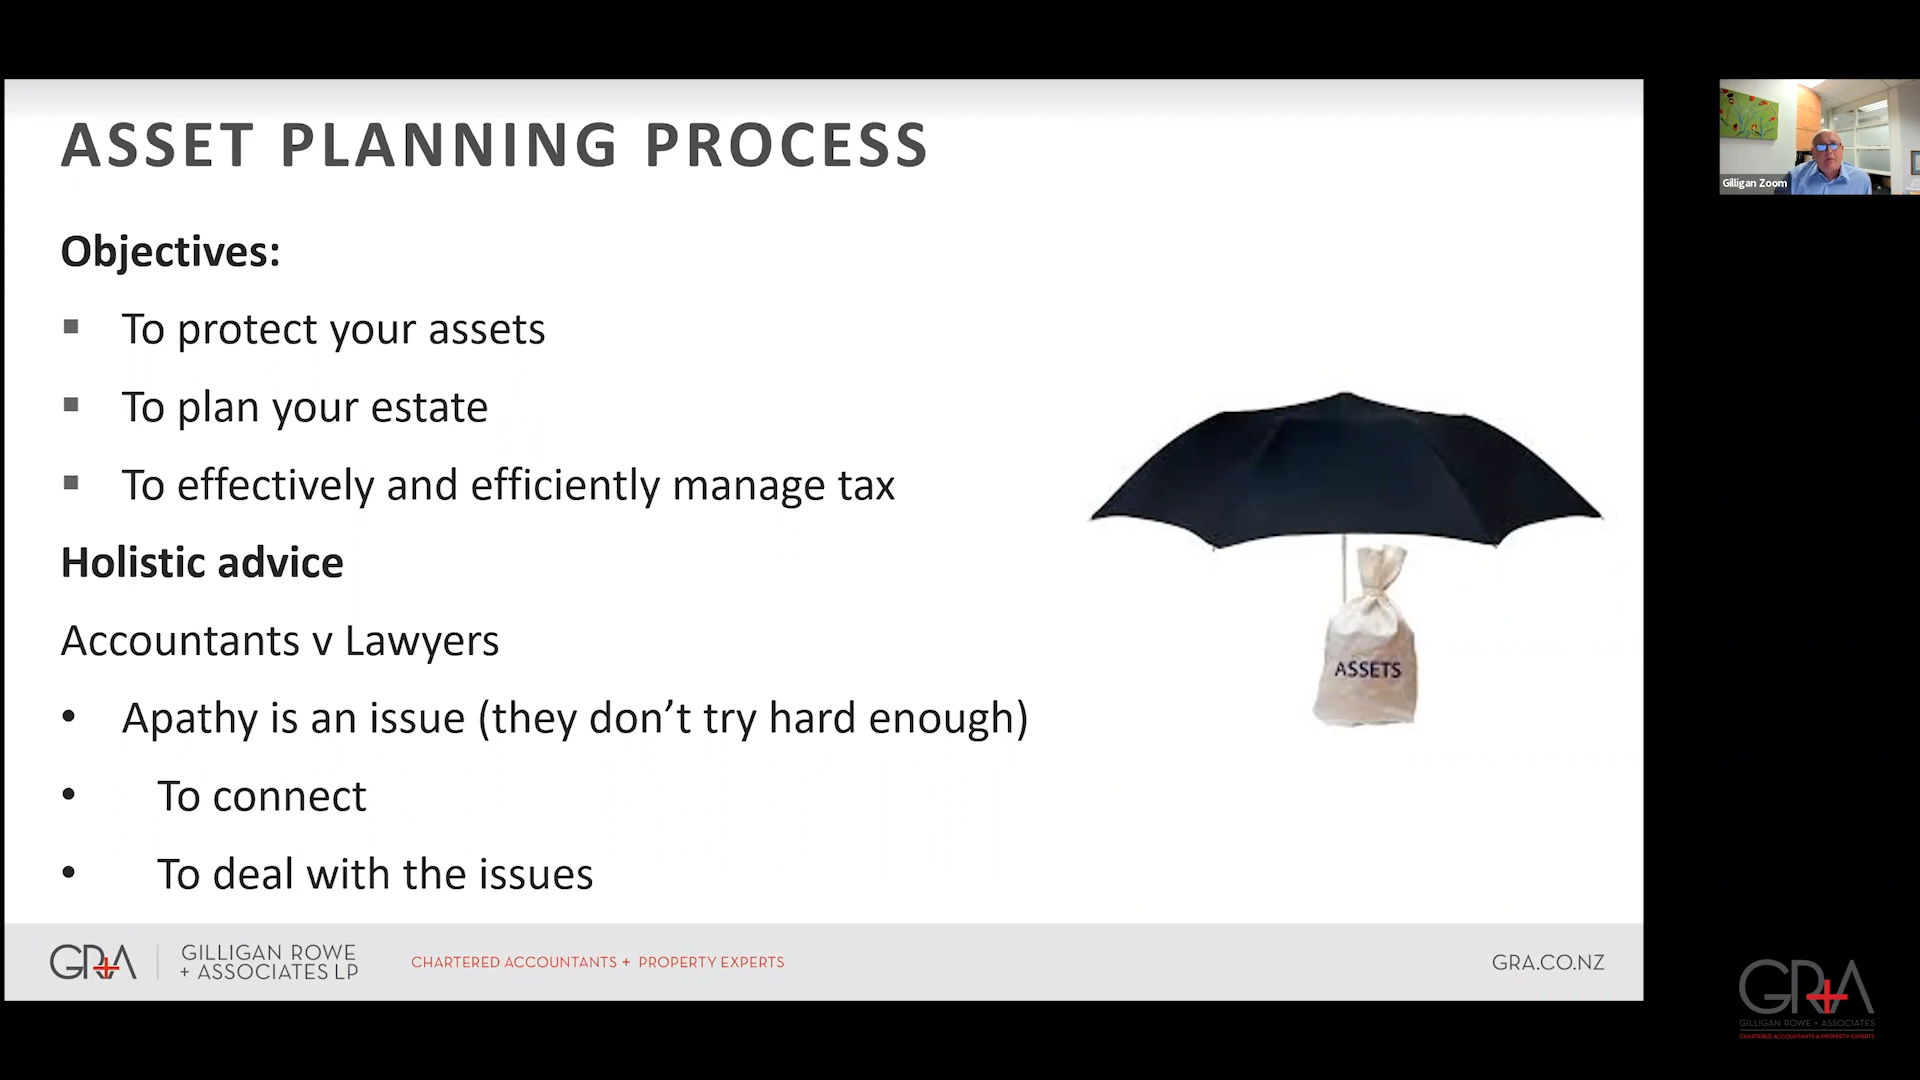 ASSET PLANNING PROCESS
Objectives:
▪ To protect your assets
▪ To plan your estate
▪ To effectively and efficiently manage tax
Holistic advice
Accountants v Lawyers
• Apathy is an issue (they don’t try hard enough)
• To connect
• To deal with the issues
ASSETS
Gilligan Zoom
GRA
GILLIGAN ROWE
+ ASSOCIATES LP
CHARTERED ACCOUNTANTS + PROPERTY EXPERTS
GRA.CO.NZ
GRA
GILLIGAN ROWE + ASSOCIATES
CHARTERED ACCOUNTANTS & PROPERTY EXPERTS